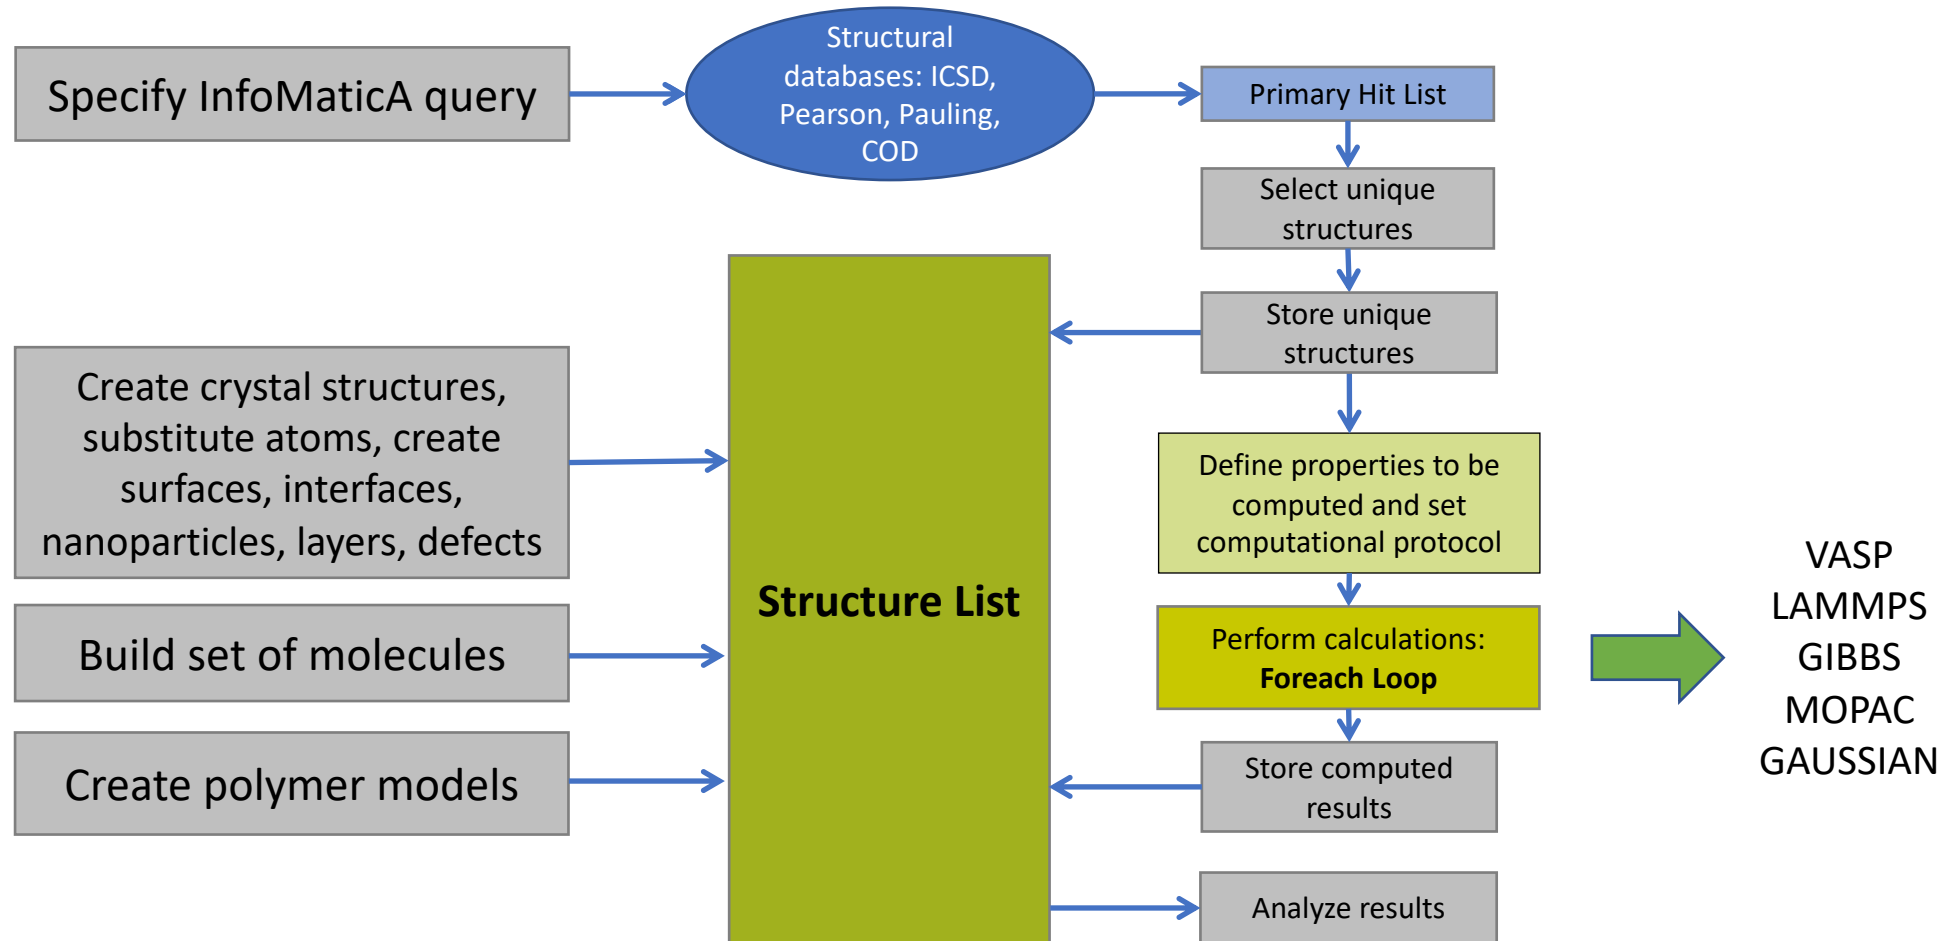 Specify InfoMaticA query
Structural
databases: ICSD,
Pearson, Pauling,
COD
Primary Hit List
Select unique
structures
Store unique
structures
Create crystal structures,
substitute atoms, create
surfaces, interfaces,
nanoparticles, layers, defects
Build set of molecules
Create polymer models
Structure List
Define properties to be
computed and set
computational protocol
Perform calculations:
Foreach Loop
VASP
LAMMPS
GIBBS
MOPAC
GAUSSIAN
Store computed
results
Analyze results